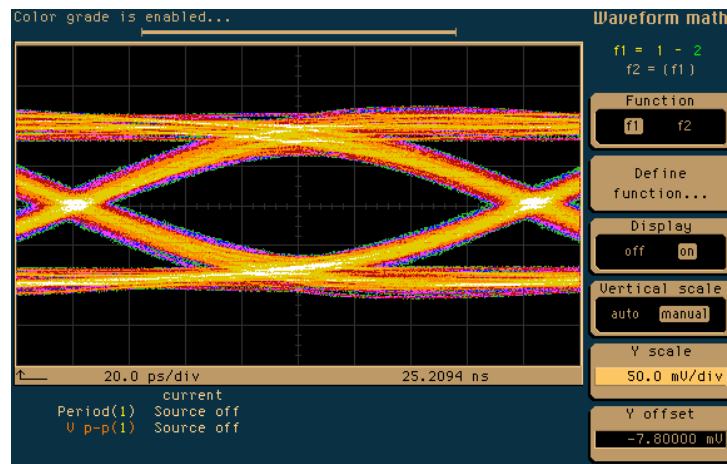 Color grade is enabled...
Waveform math
f1 = 1 - 2
f2 = (f1)
Function
f1 f2
Define
function...
Display
off on
Vertical scale
auto manual
Y scale
50.0 mV/div
Y offset
-7.80000 mV
20.0 ps/div 25.2094 ns
current
Period(1) Source off
V p-p(1) Source off